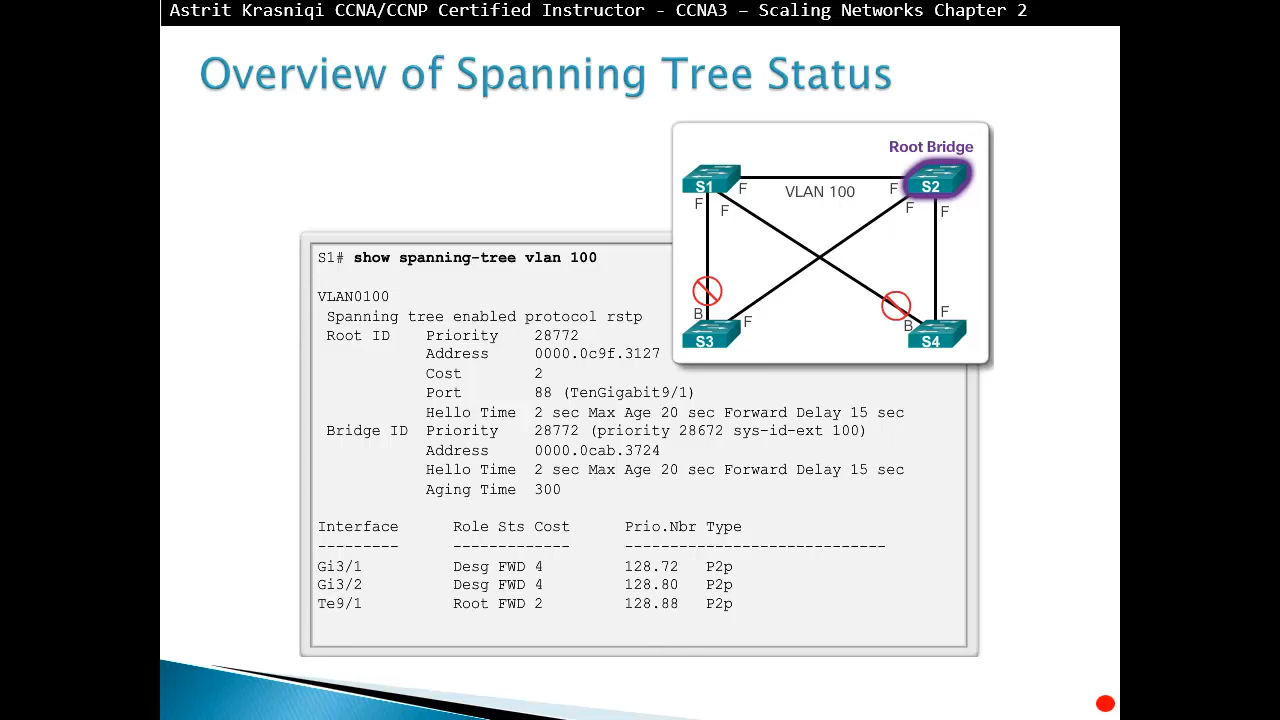 Astrit Krasniqi CCNA/CCNP Certified Instructor - CCNA3 – Scaling Networks Chapter 2
Overview of Spanning Tree Status
Root Bridge
S1
F
VLAN 100
F
S2
F
F
F
F
B
F
F
B
S3
S4
S1# show spanning-tree vlan 100
VLAN0100
Spanning tree enabled protocol rstp
Root ID Priority 28772
Address 0000.0c9f.3127
Cost 2
Port 88 (TenGigabit9/1)
Hello Time 2 sec Max Age 20 sec Forward Delay 15 sec
Bridge ID Priority 28772 (priority 28672 sys-id-ext 100)
Address 0000.0cab.3724
Hello Time 2 sec Max Age 20 sec Forward Delay 15 sec
Aging Time 300
Interface Role Sts Cost Prio.Nbr Type
--------- ------------- -----------------------------
Gi3/1 Desg FWD 4 128.72 P2p
Gi3/2 Desg FWD 4 128.80 P2p
Te9/1 Root FWD 2 128.88 P2p